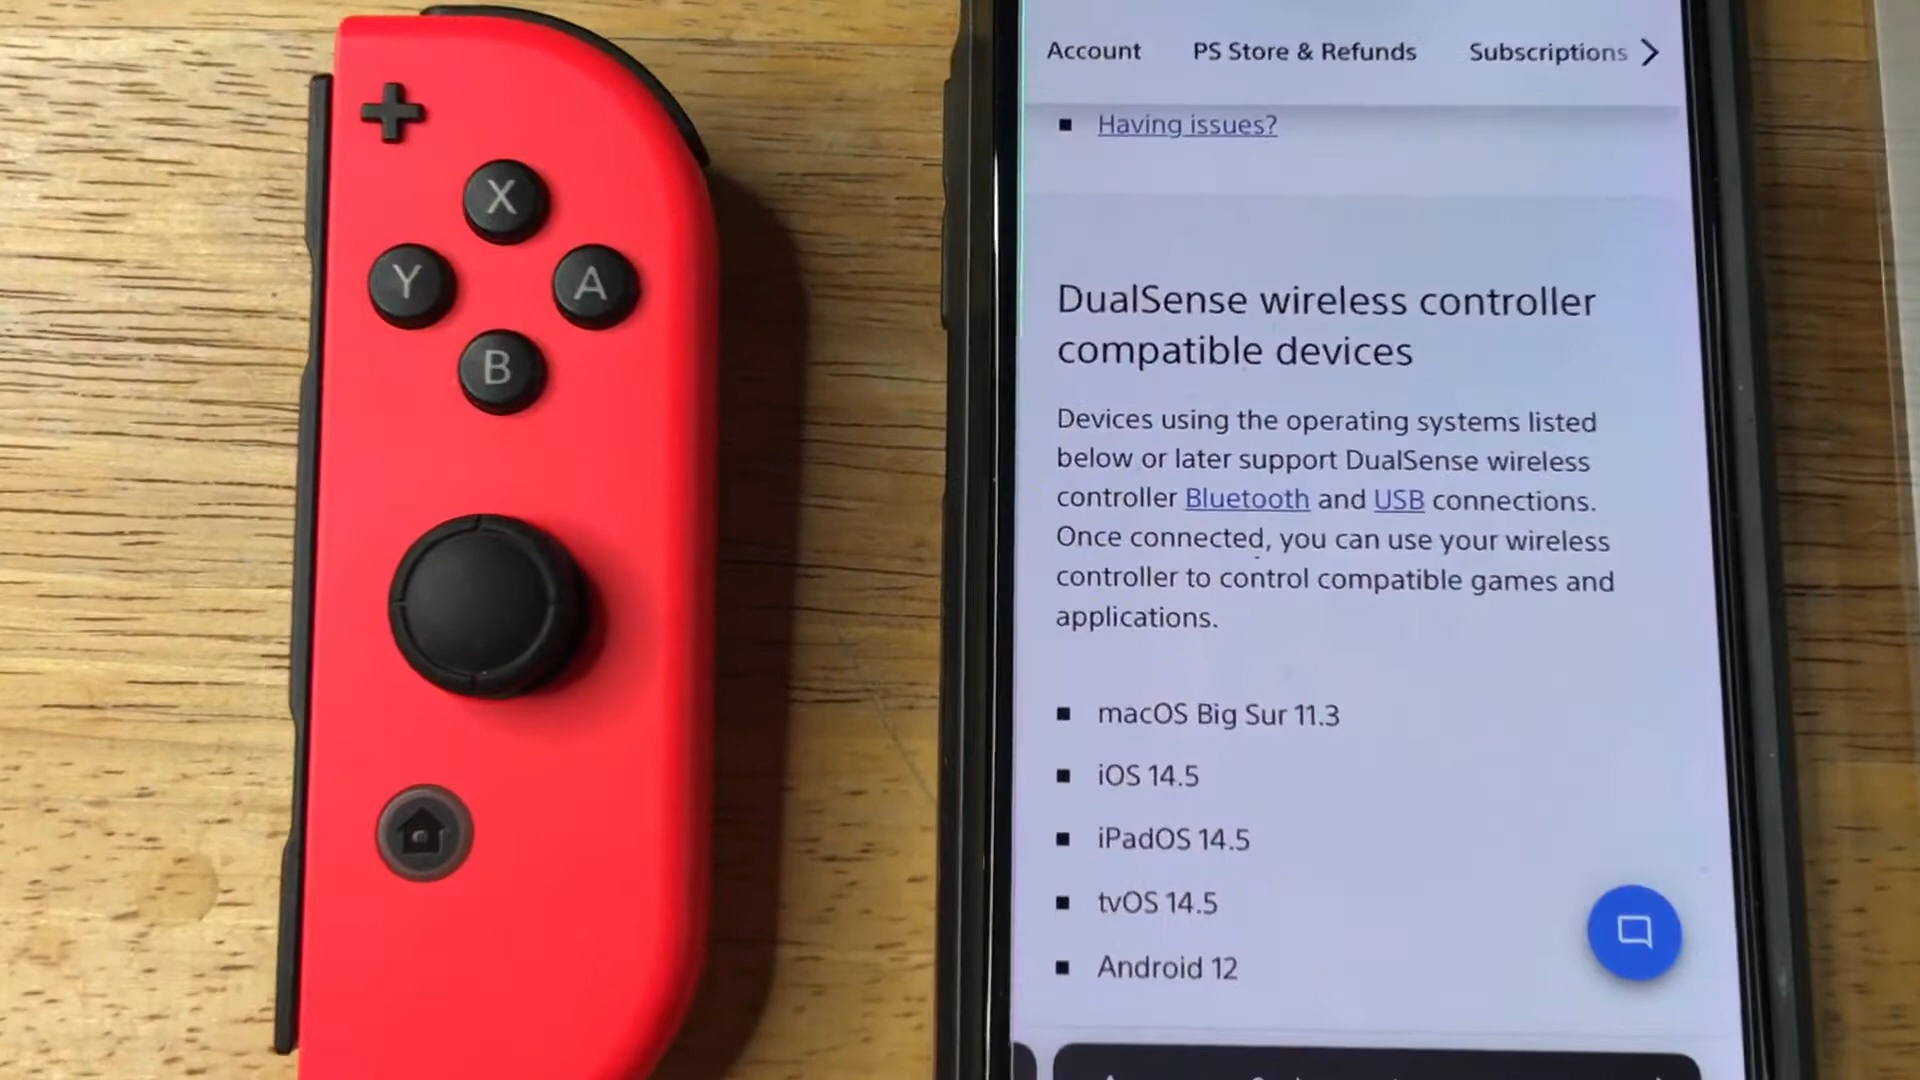 X
Y
A
B
Account PS Store & Refunds Subscriptions
Having issues?
DualSense wireless controller
compatible devices
Devices using the operating systems listed
below or later support DualSense wireless
controller Bluetooth and USB connections.
Once connected, you can use your wireless
controller to control compatible games and
applications.
macOS Big Sur 11.3
iOS 14.5
iPadOS 14.5
tvOS 14.5
Android 12